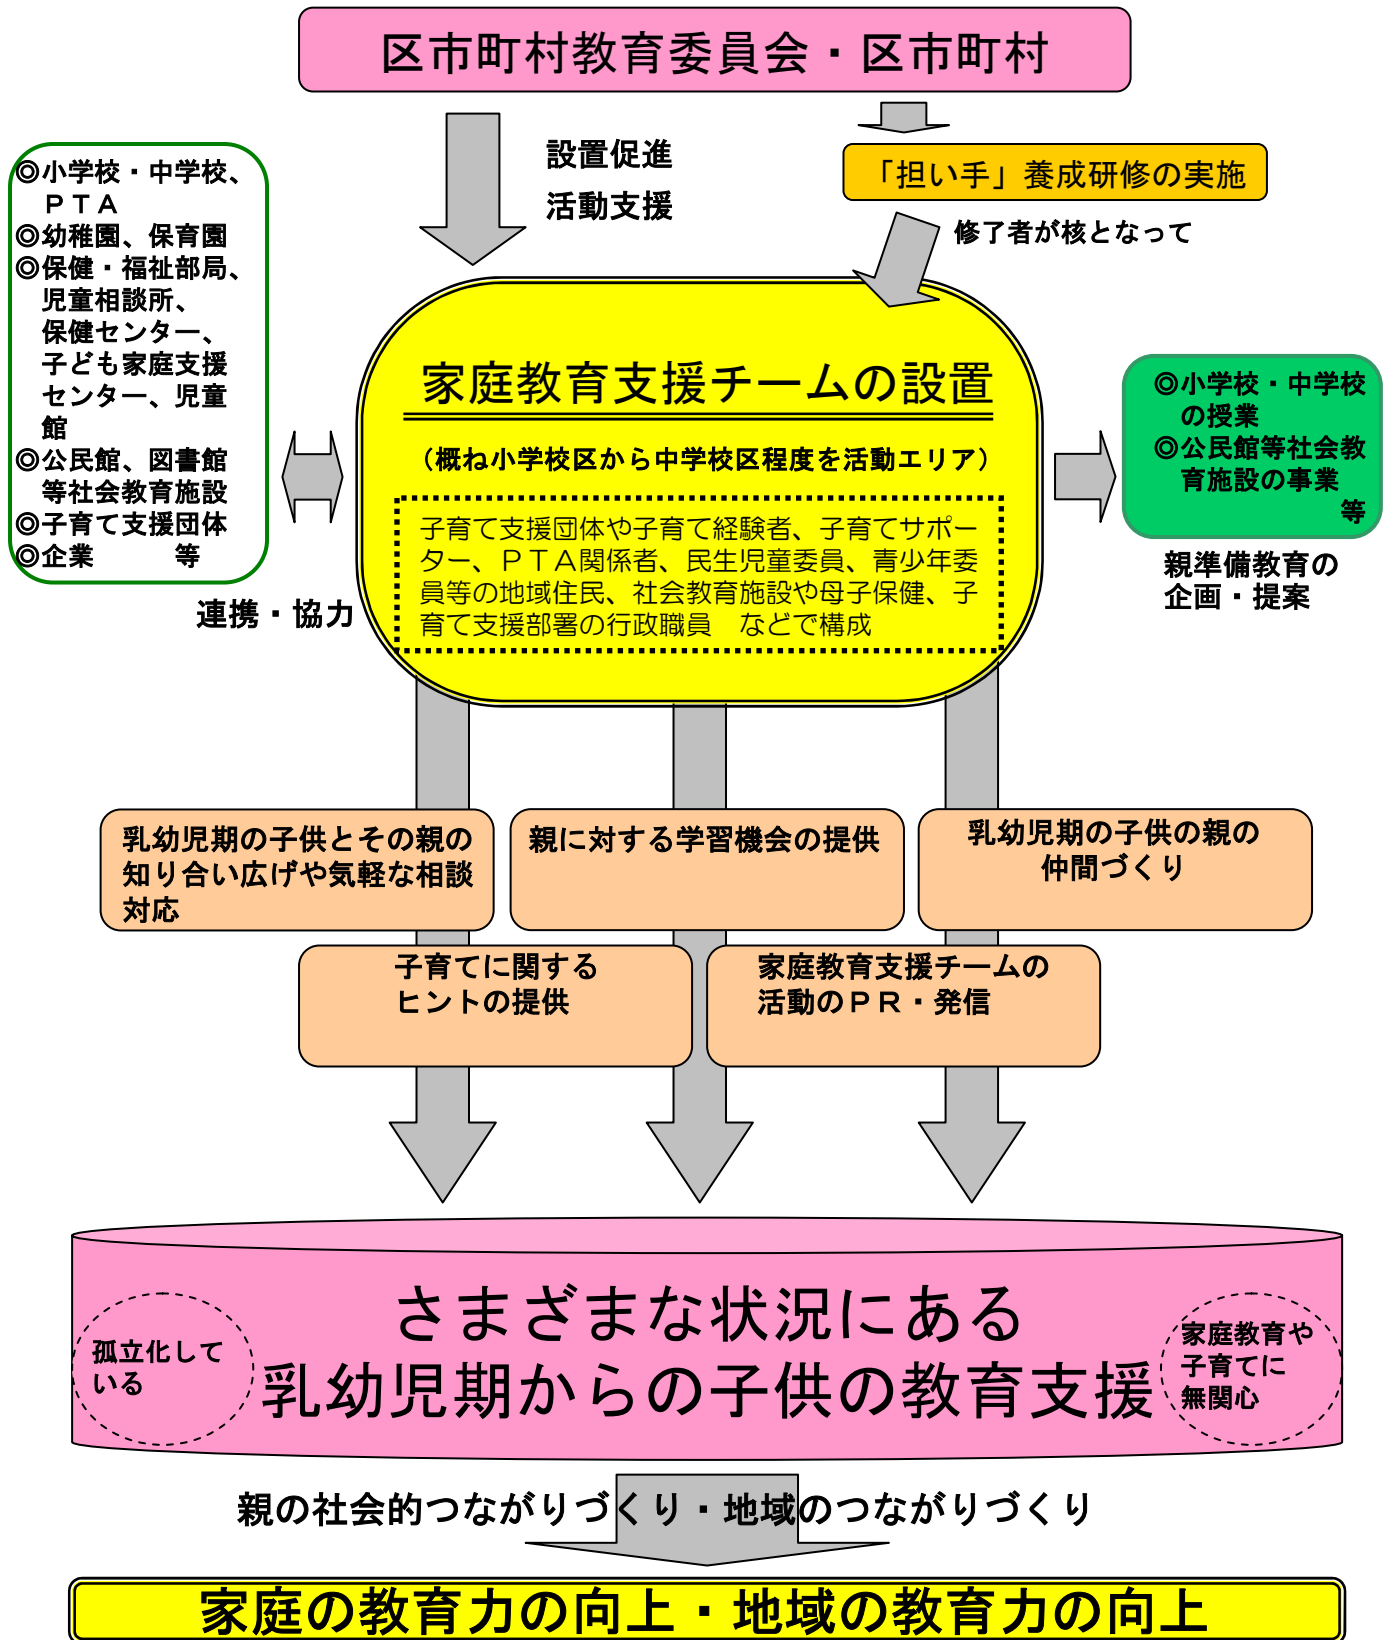 区市町村教育委員会・区市町村
設置促進
活動支援
「担い手」養成研修の実施
修了者が核となって
◎小学校・中学校、
ＰＴＡ
◎幼稚園、保育園
◎保健・福祉部局、
児童相談所、
保健センター、
子ども家庭支援
センター、児童
館
◎公民館、図書館
等社会教育施設
◎子育て支援団体
◎企業　　　等
連携・協力
家庭教育支援チームの設置
（概ね小学校区から中学校区程度を活動エリア）
子育て支援団体や子育て経験者、子育てサポー
ター、ＰＴＡ関係者、民生児童委員、青少年委
員等の地域住民、社会教育施設や母子保健、子
育て支援部署の行政職員　などで構成
◎小学校・中学校
の授業
◎公民館等社会教
育施設の事業
等
親準備教育の
企画・提案
乳幼児期の子供とその親の
知り合い広げや気軽な相談
対応
親に対する学習機会の提供
乳幼児期の子供の親の
仲間づくり
子育てに関する
ヒントの提供
家庭教育支援チームの
活動のＰＲ・発信
さまざまな状況にある
乳幼児期からの子供の教育支援
孤立化して
いる
家庭教育や
子育てに
無関心
親の社会的つながりづくり・地域のつながりづくり
家庭の教育力の向上・地域の教育力の向上